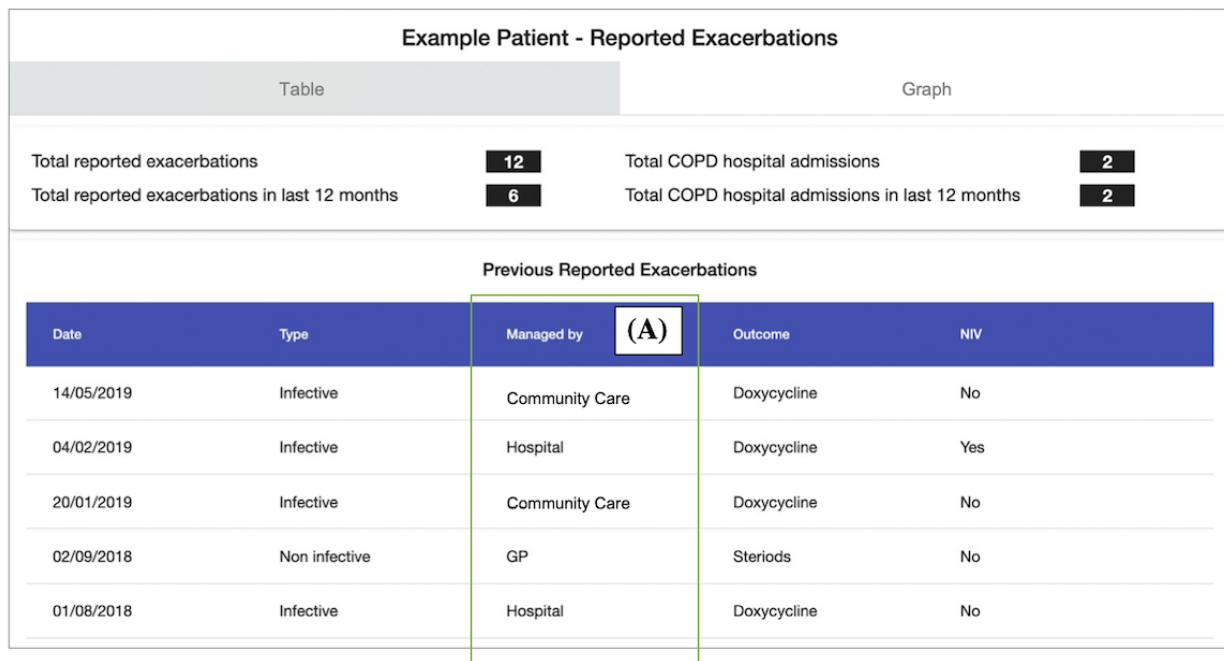 Example Patient - Reported Exacerbations
Table Graph
Total reported exacerbations 12 Total COPD hospital admissions 2
Total reported exacerbations in last 12 months 6 Total COPD hospital admissions in last 12 months 2
Previous Reported Exacerbations
Date Type Managed by (A) Outcome NIV
14/05/2019 Infective Community Care Doxycycline No
04/02/2019 Infective Hospital Doxycycline Yes
20/01/2019 Infective Community Care Doxycycline No
02/09/2018 Non infective GP Steriods No
01/08/2018 Infective Hospital Doxycycline No